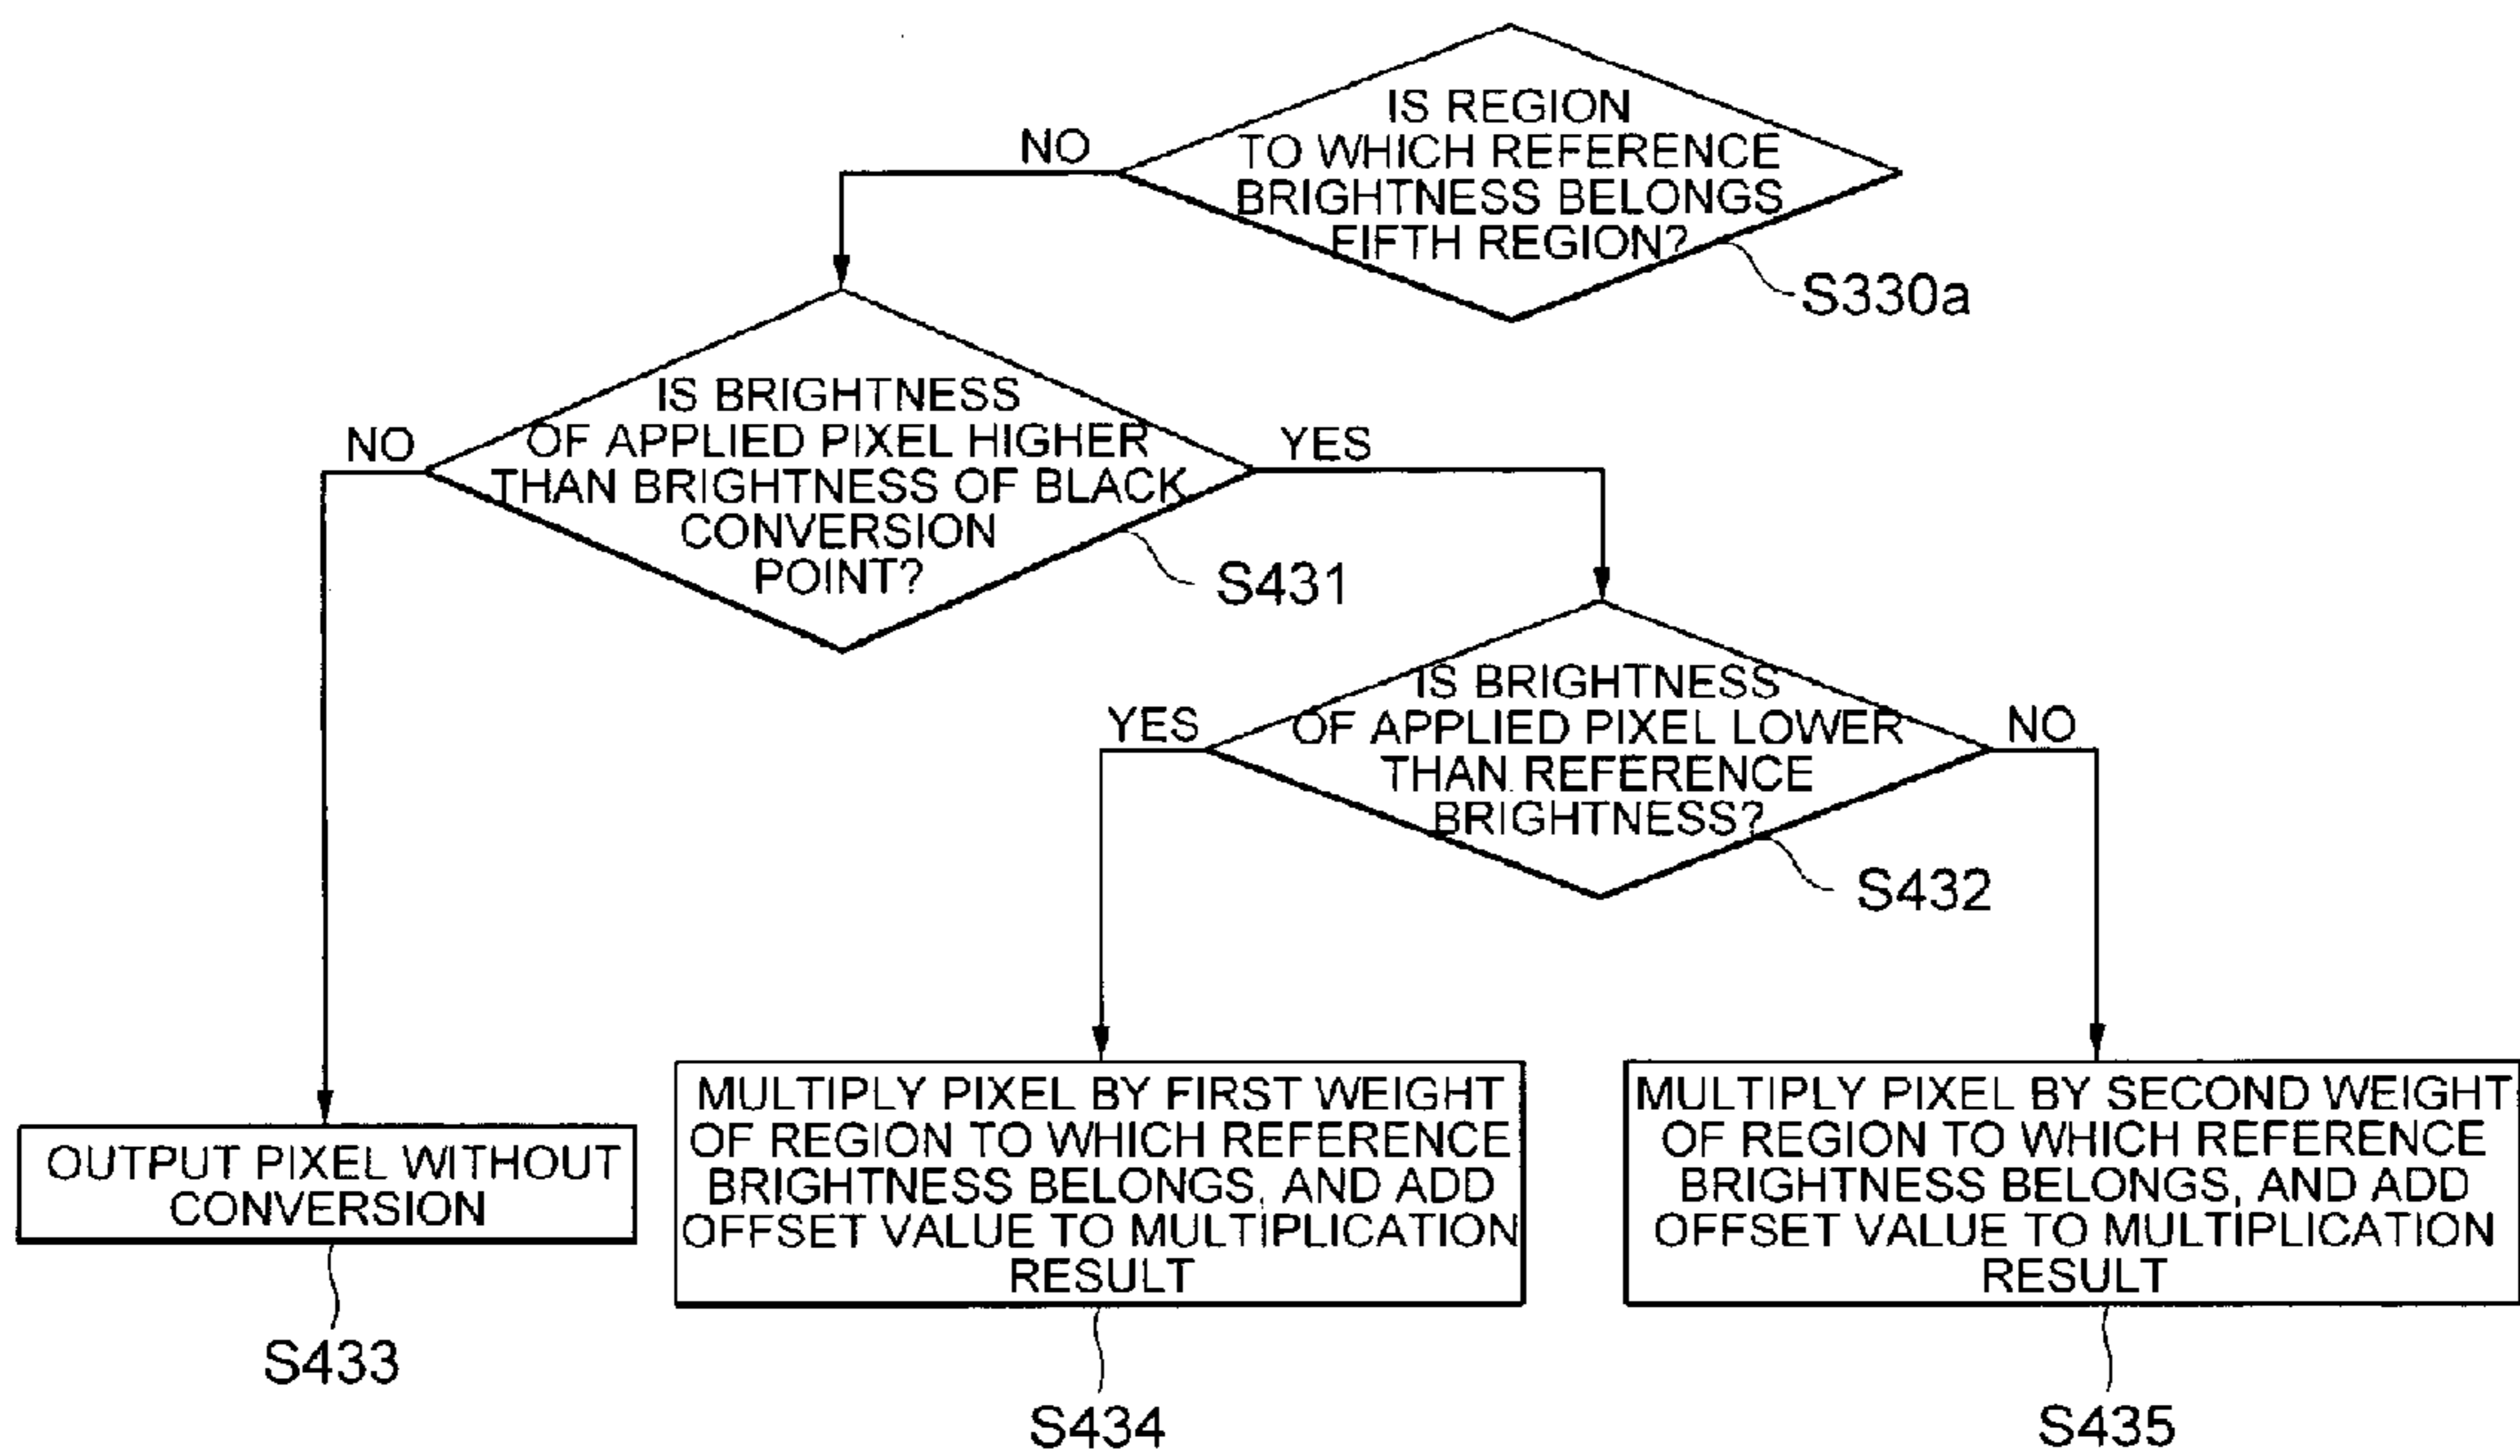 IS REGION
TO WHICH REFERENCE
BRIGHTNESS BELONGS
FIFTH REGION?
NO
S330a
IS BRIGHTNESS
OF APPLIED PIXEL HIGHER
THAN BRIGHTNESS OF BLACK
CONVERSION
POINT?
NO
YES
S431
IS BRIGHTNESS
OF APPLIED PIXEL LOWER
THAN REFERENCE
BRIGHTNESS?
YES
NO
S432
OUTPUT PIXEL WITHOUT
CONVERSION
S433
MULTIPLY PIXEL BY FIRST WEIGHT
OF REGION TO WHICH REFERENCE
BRIGHTNESS BELONGS, AND ADD
OFFSET VALUE TO MULTIPLICATION
RESULT
S434
MULTIPLY PIXEL BY SECOND WEIGHT
OF REGION TO WHICH REFERENCE
BRIGHTNESS BELONGS, AND ADD
OFFSET VALUE TO MULTIPLICATION
RESULT
S435